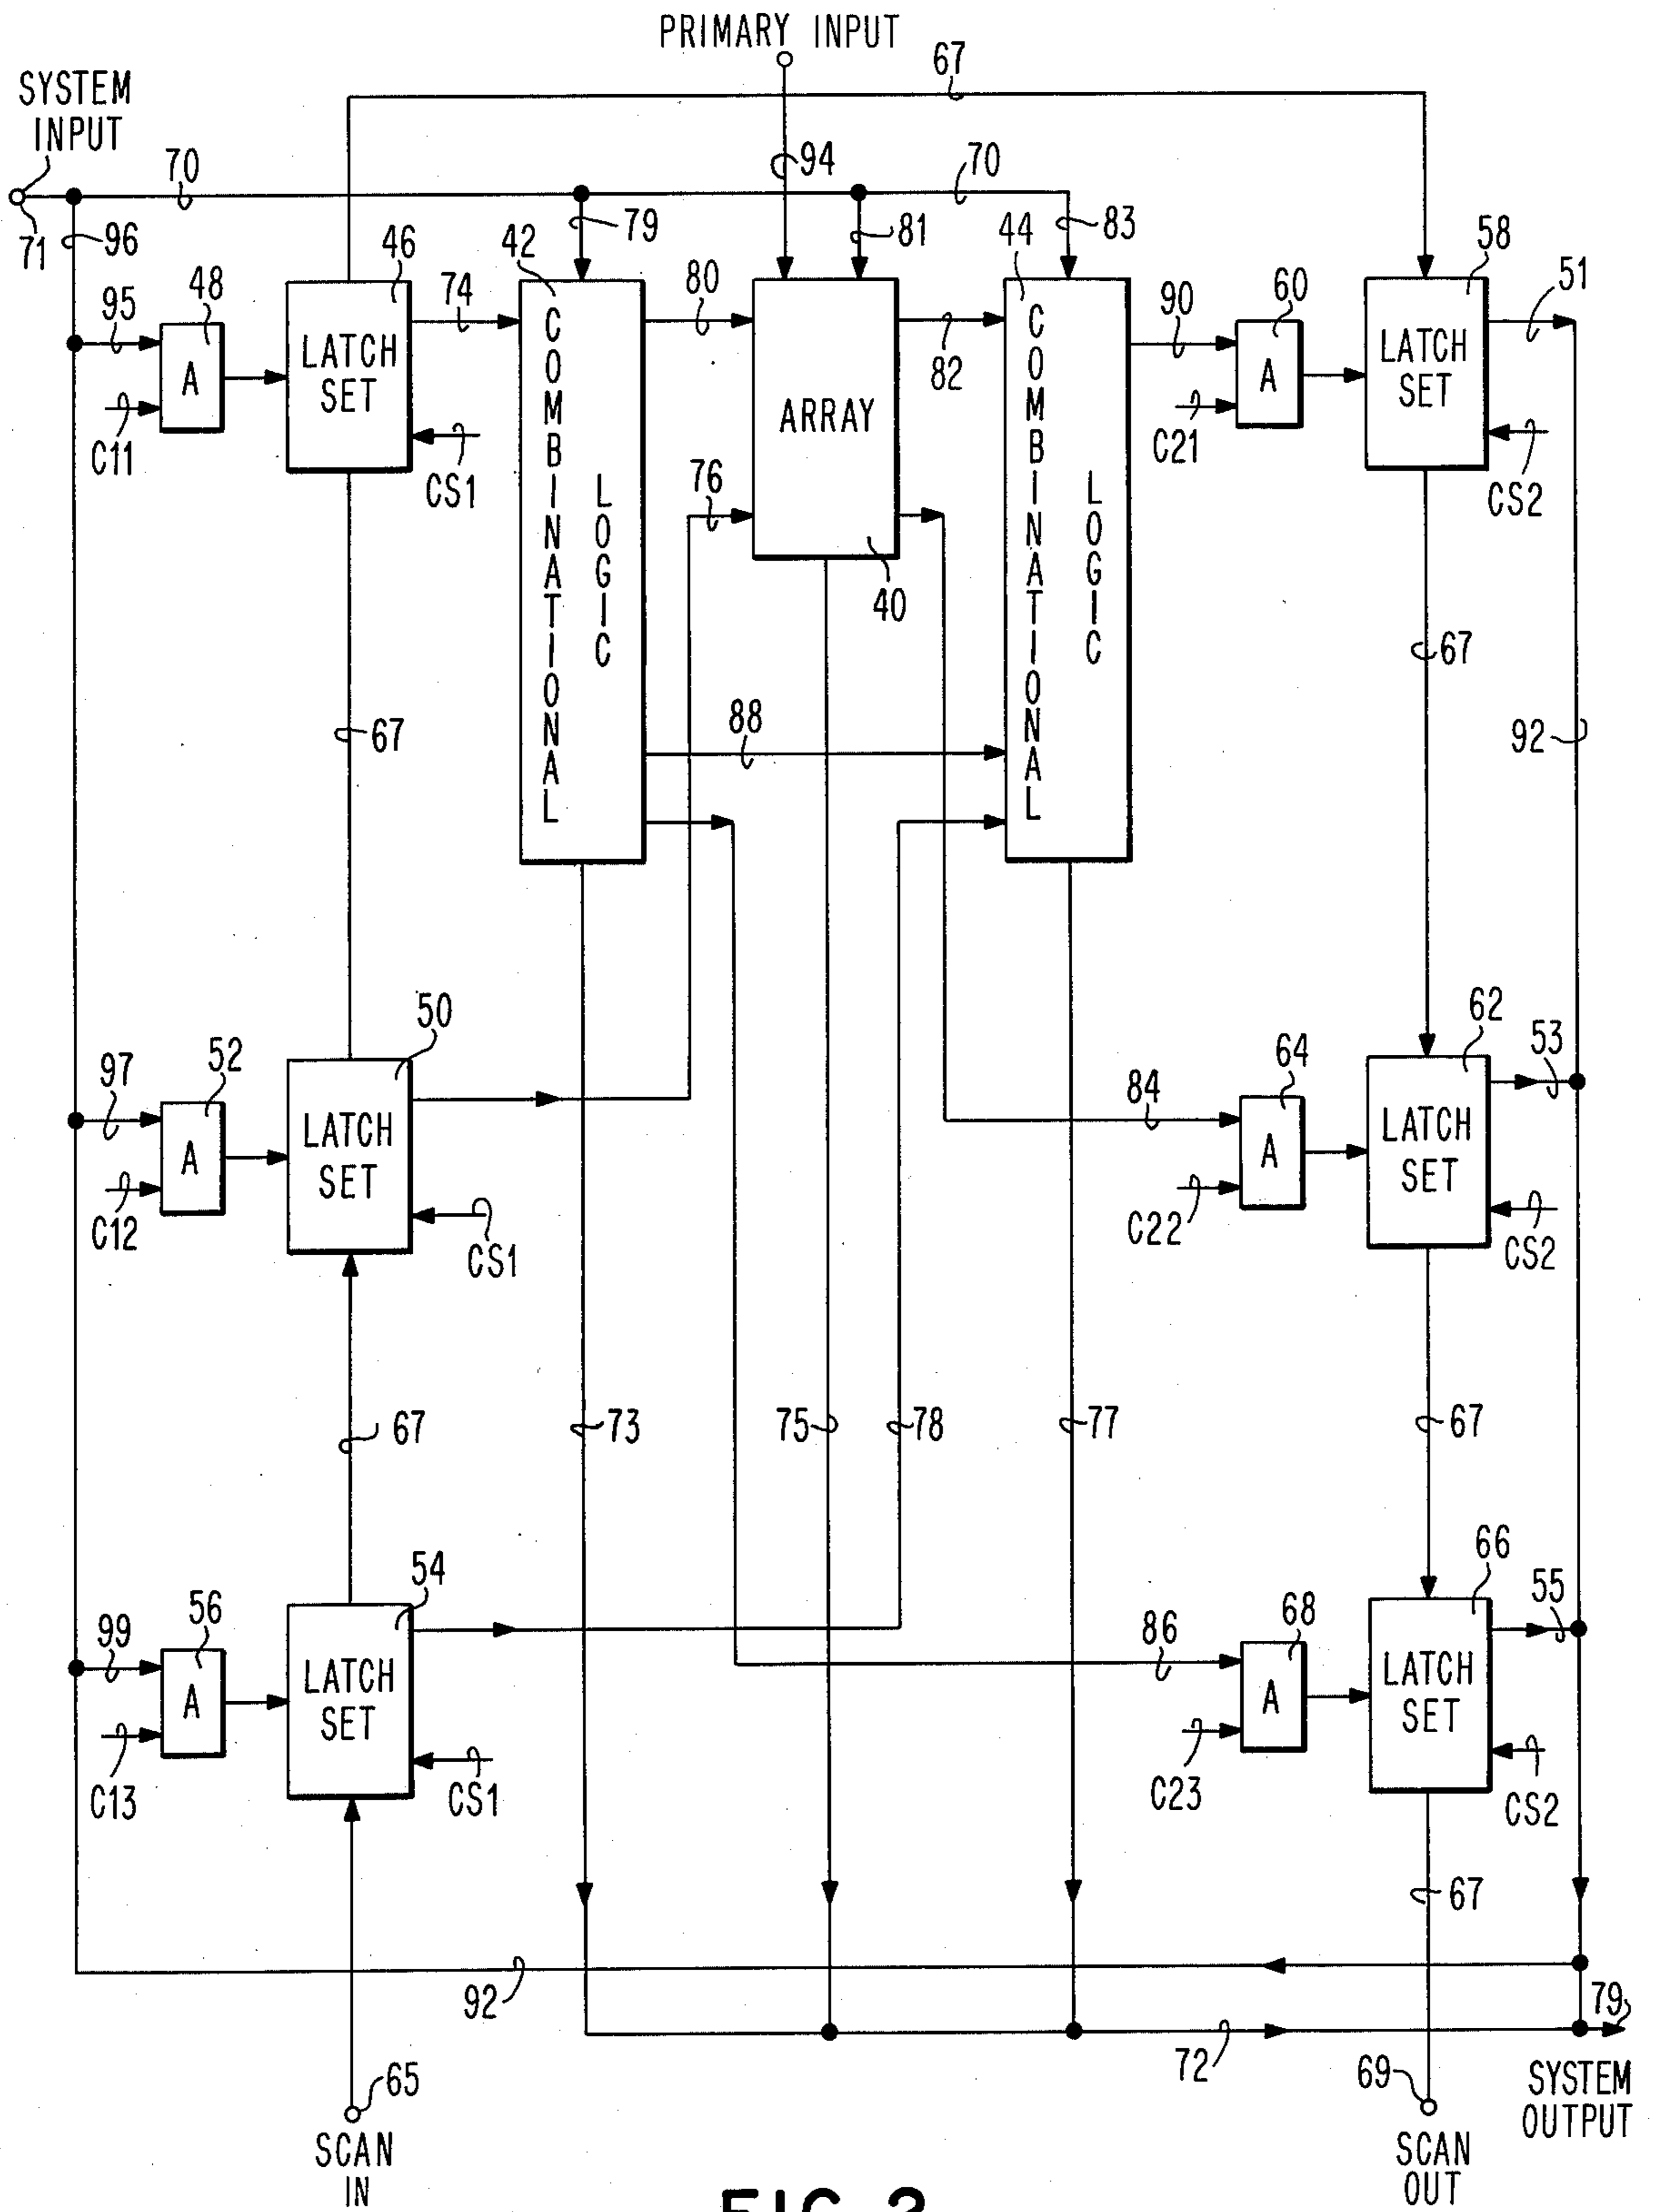 PRIMARY INPUT
67
SYSTEM
INPUT
70
94
70
71
96
79
81
83
46
42
44
58
95
48
74
80
82
90
60
51
A
LATCH
SET
COMBINATIONAL
LOGIC
ARRAY
COMBINATIONAL
LOGIC
A
LATCH
SET
C11
CS1
76
C21
CS2
40
67
88
67
92
50
62
97
52
53
64
84
A
LATCH
SET
A
LATCH
SET
C12
CS1
C22
CS2
67
73
75
78
77
67
54
66
99
56
86
68
55
A
LATCH
SET
A
LATCH
SET
C13
CS1
C23
CS2
67
92
79
72
65
69
SYSTEM
OUTPUT
SCAN
IN
SCAN
OUT